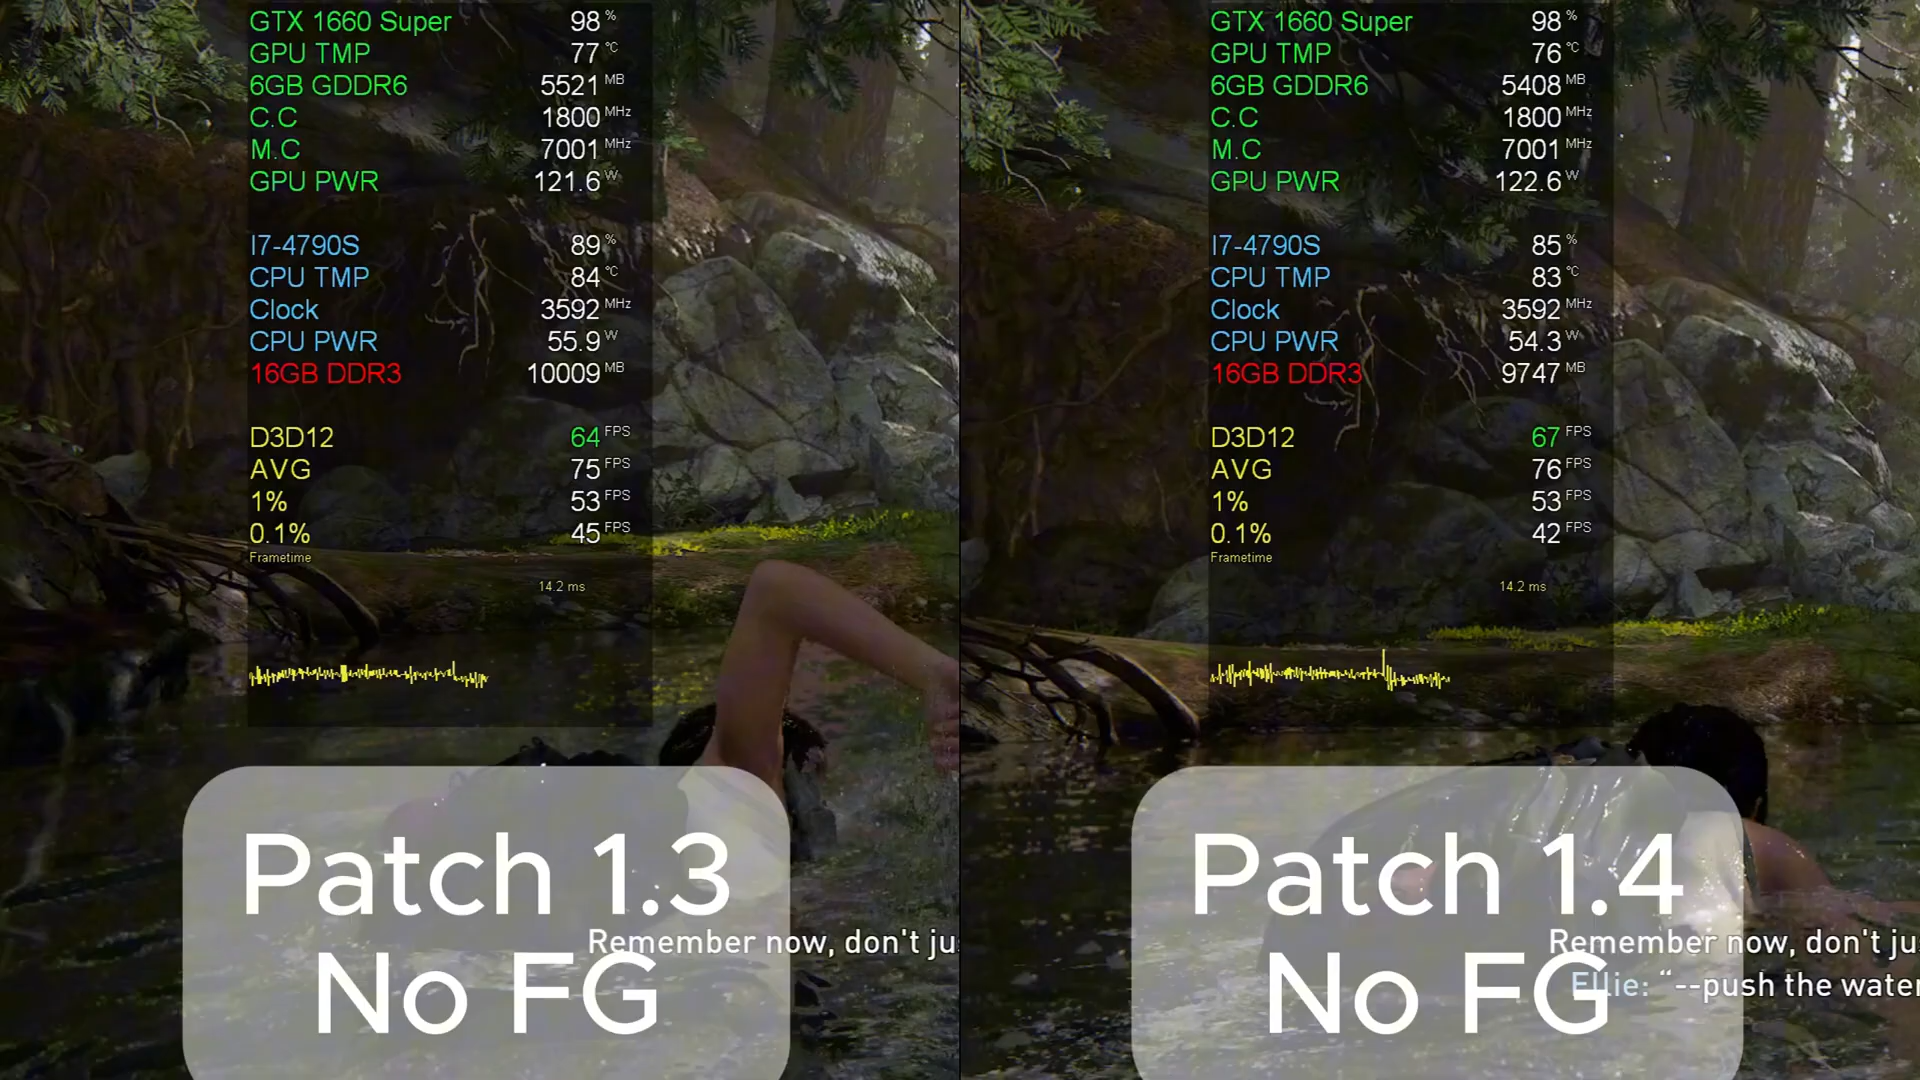 GTX 1660 Super 98 %
GPU TMP 77 °C
6GB GDDR6 5521 MB
C.C 1800 MHz
M.C 7001 MHz
GPU PWR 121.6 W
I7-4790S 89 %
CPU TMP 84 °C
Clock 3592 MHz
CPU PWR 55.9 W
16GB DDR3 10009 MB
D3D12 64 FPS
AVG 75 FPS
1% 53 FPS
0.1% 45 FPS
Frametime
14.2 ms
Patch 1.3
No FG
Remember now, don't ju
GTX 1660 Super 98 %
GPU TMP 76 °C
6GB GDDR6 5408 MB
C.C 1800 MHz
M.C 7001 MHz
GPU PWR 122.6 W
I7-4790S 85 %
CPU TMP 83 °C
Clock 3592 MHz
CPU PWR 54.3 W
16GB DDR3 9747 MB
D3D12 67 FPS
AVG 76 FPS
1% 53 FPS
0.1% 42 FPS
Frametime
14.2 ms
Patch 1.4
No FG
Remember now, don't ju
Ellie: “--push the water